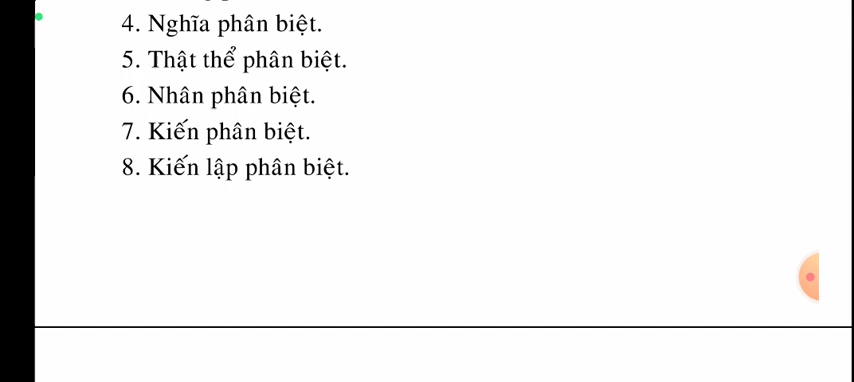 4. Nghĩa phân biệt.
5. Thật thể phân biệt.
6. Nhân phân biệt.
7. Kiến phân biệt.
8. Kiến lập phân biệt.